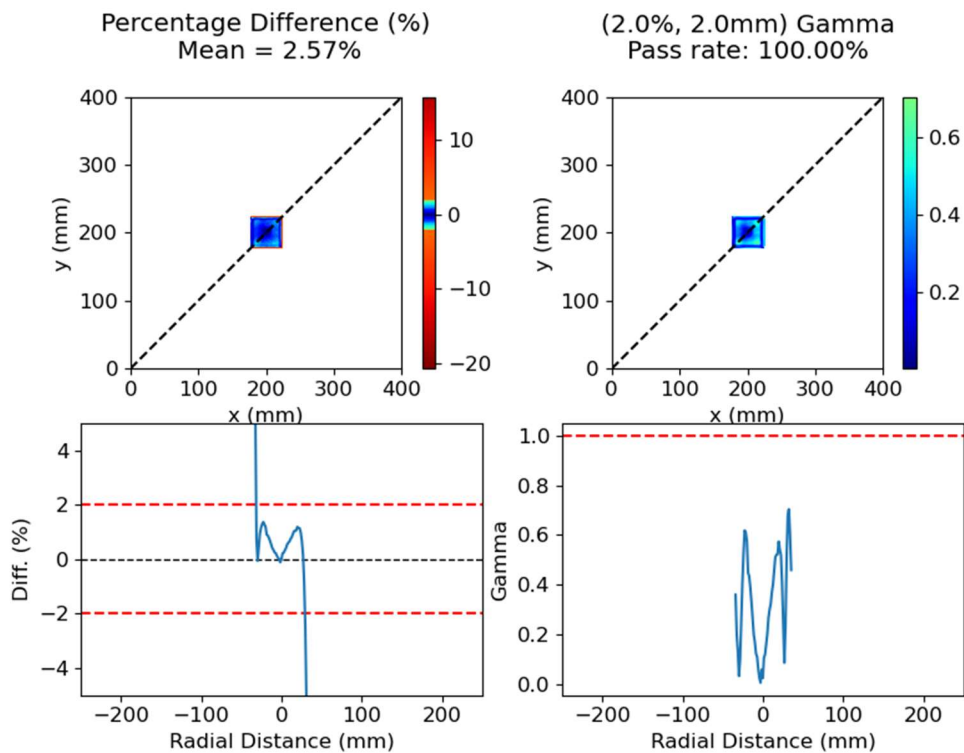 Percentage Difference (%)
Mean = 2.57%
(2.0%, 2.0mm) Gamma
Pass rate: 100.00%
400
300
200
100
0
y (mm)
0 100 200 300 400
x (mm)
10
0
−10
−20
400
300
200
100
0
y (mm)
0 100 200 300 400
x (mm)
0.6
0.4
0.2
4
2
0
−2
−4
Diff. (%)
−200 −100 0 100 200
Radial Distance (mm)
1.0
0.8
0.6
0.4
0.2
0.0
Gamma
−200 −100 0 100 200
Radial Distance (mm)